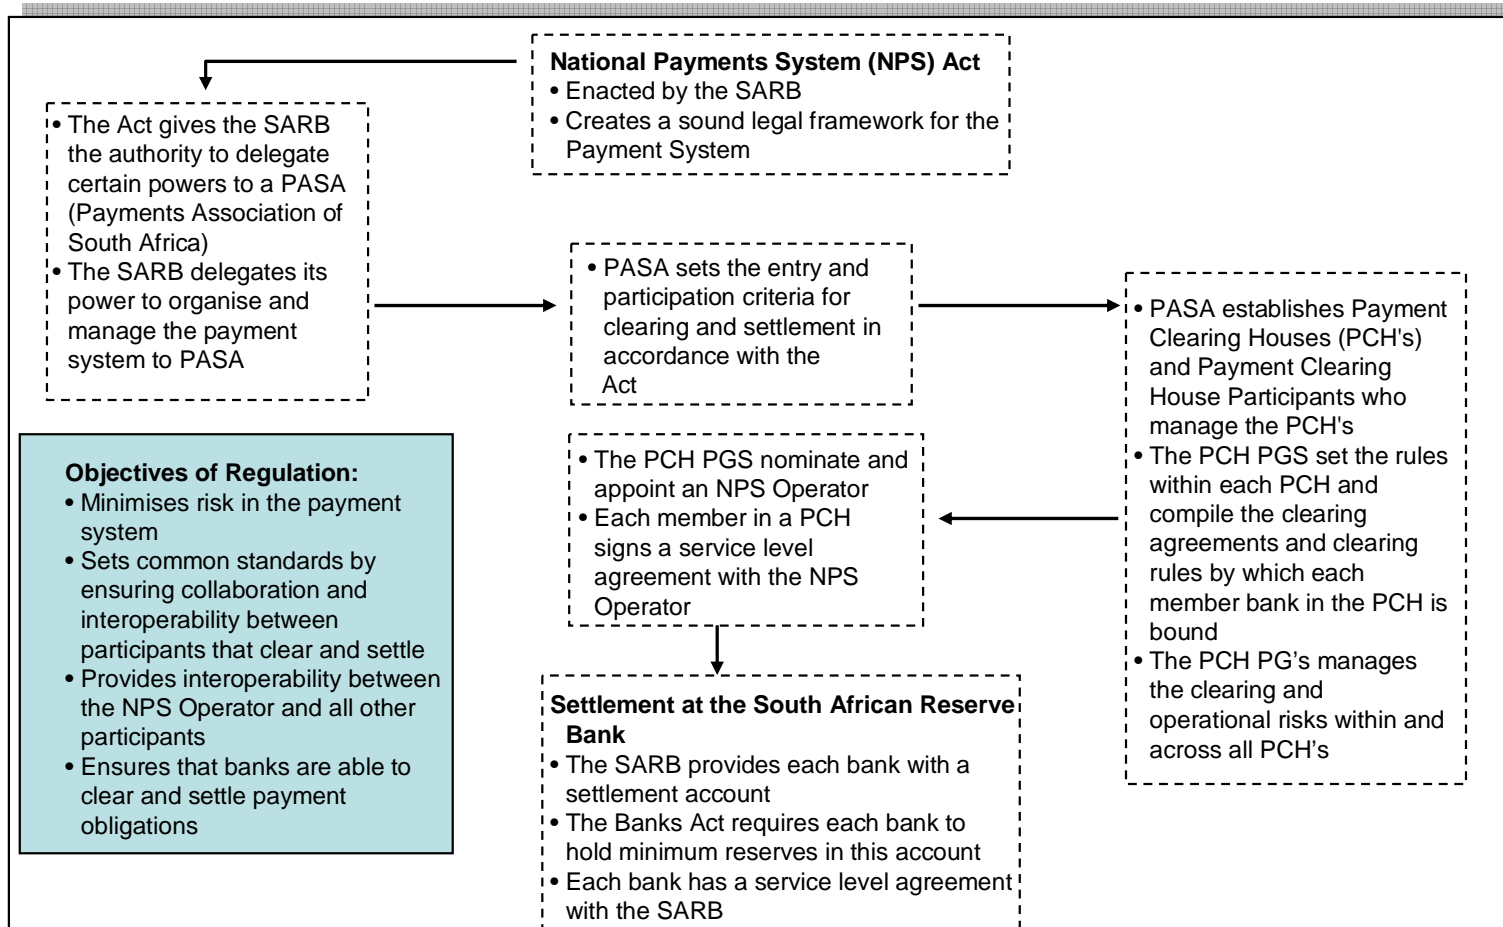 National Payments System (NPS) Act
• Enacted by the SARB
• Creates a sound legal framework for the
Payment System
• The Act gives the SARB
the authority to delegate
certain powers to a PASA
(Payments Association of
South Africa)
• The SARB delegates its
power to organise and
manage the payment
system to PASA
• PASA sets the entry and
participation criteria for
clearing and settlement in
accordance with the
Act
• PASA establishes Payment
Clearing Houses (PCH's)
and Payment Clearing
House Participants who
manage the PCH's
• The PCH PGS set the rules
within each PCH and
compile the clearing
agreements and clearing
rules by which each
member bank in the PCH is
bound
• The PCH PG’s manages
the clearing and
operational risks within and
across all PCH’s
• The PCH PGS nominate and
appoint an NPS Operator
• Each member in a PCH
signs a service level
agreement with the NPS
Operator
Settlement at the South African Reserve
Bank
• The SARB provides each bank with a
settlement account
• The Banks Act requires each bank to
hold minimum reserves in this account
• Each bank has a service level agreement
with the SARB
Objectives of Regulation:
• Minimises risk in the payment
system
• Sets common standards by
ensuring collaboration and
interoperability between
participants that clear and settle
• Provides interoperability between
the NPS Operator and all other
participants
• Ensures that banks are able to
clear and settle payment
obligations